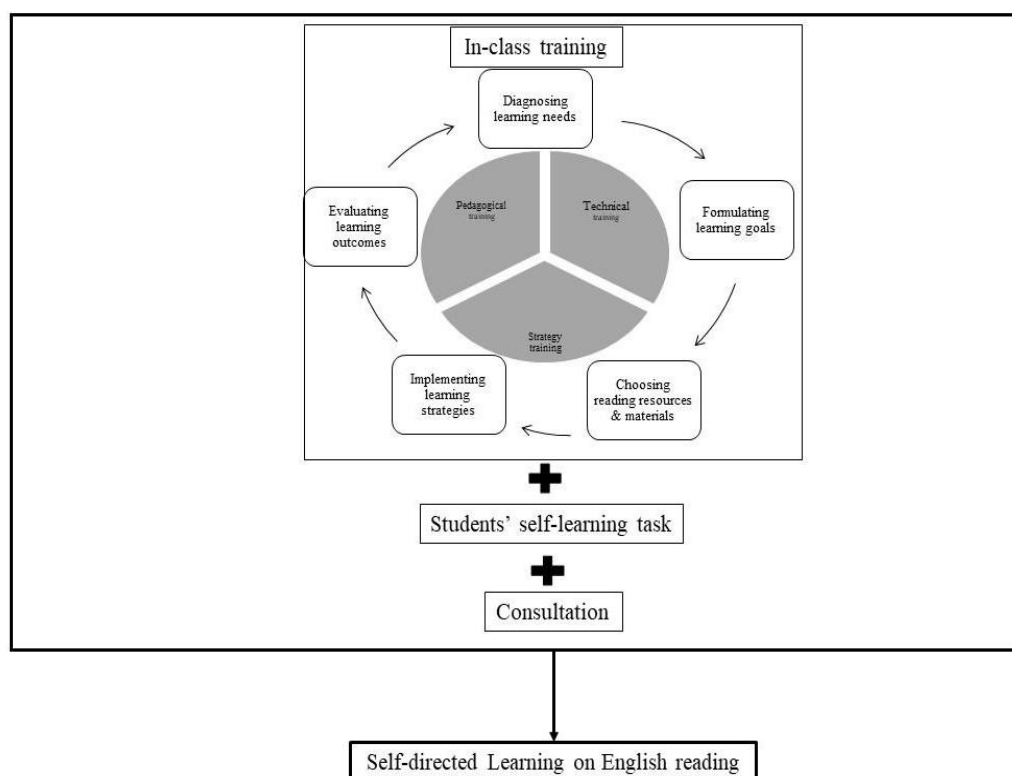 In-class training
Diagnosing
learning needs
Pedagogical
training
Technical
training
Evaluating
learning
outcomes
Formulating
learning goals
Strategy
training
Implementing
learning
strategies
Choosing
reading resources
& materials
Students’ self-learning task
Consultation
Self-directed Learning on English reading